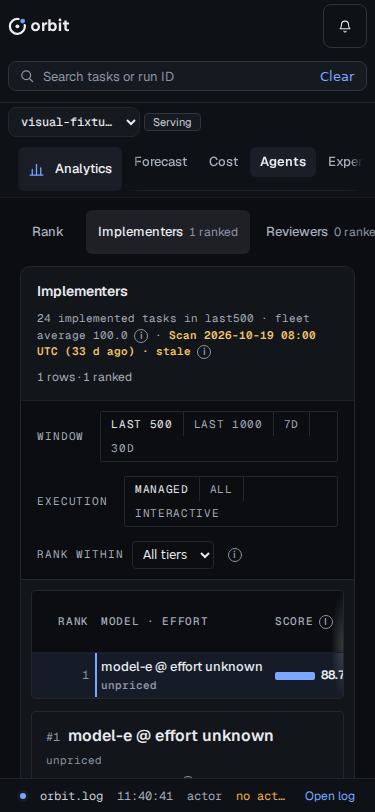 orbit
Search tasks or run ID Clear
visual-fixtu… Serving
Analytics Forecast Cost Agents Exper
Rank Implementers 1 ranked Reviewers 0 ranke
Implementers
24 implemented tasks in last500 · fleet
average 100.0 · Scan 2026-10-19 08:00
UTC (33 d ago) · stale
1 rows · 1 ranked
WINDOW LAST 500 LAST 1000 7D
30D
EXECUTION MANAGED ALL
INTERACTIVE
RANK WITHIN All tiers
RANK MODEL · EFFORT SCORE
1 model-e @ effort unknown 88.7
unpriced
#1 model-e @ effort unknown
unpriced
orbit.log 11:40:41 actor no act… Open log